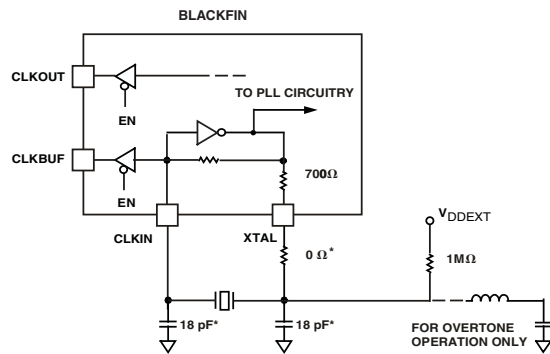 BLACKFIN
CLKOUT
TO PLL CIRCUITRY
EN
CLKBUF
700Ω
EN
CLKIN
XTAL
VDDEXT
0 Ω*
1MΩ
18 pF*
18 pF*
FOR OVERTONE
OPERATION ONLY